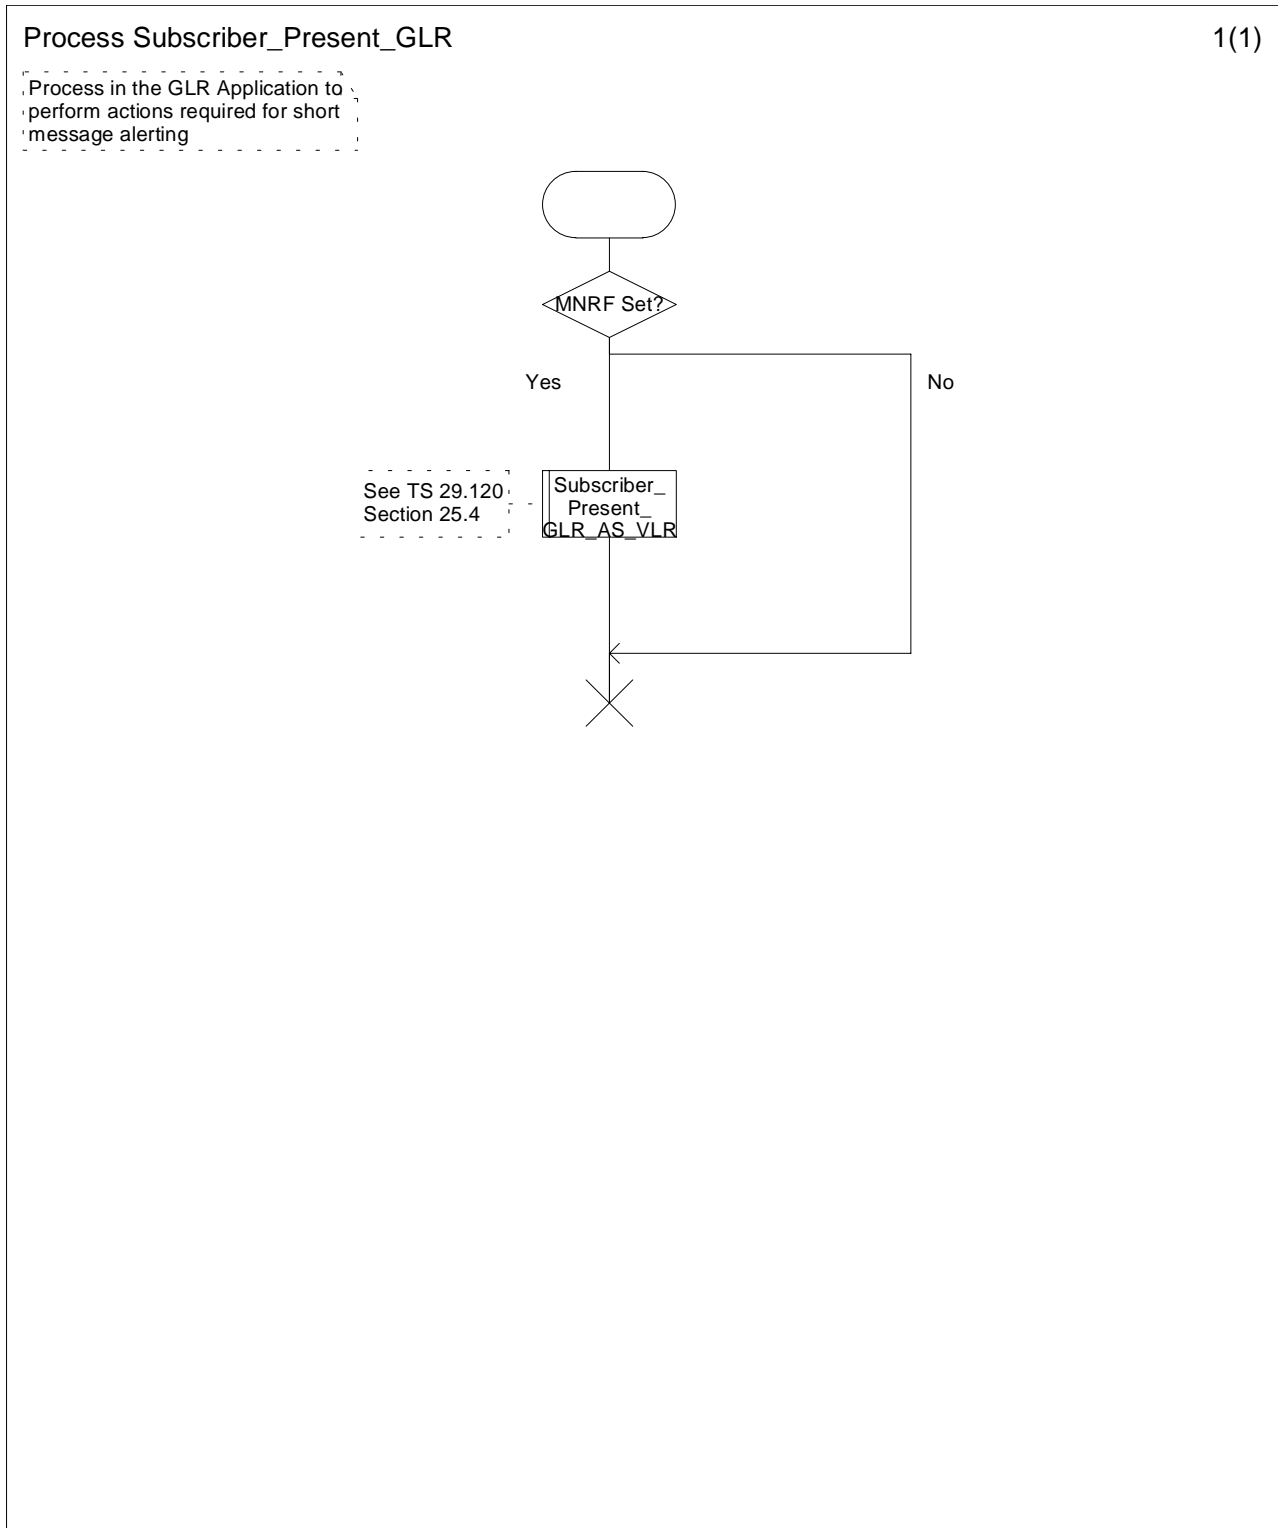 Process Subscriber_Present_GLR
1(1)
Process in the GLR Application to
perform actions required for short
message alerting
MNRF Set?
Yes
No
See TS 29.120
Section 25.4
Subscriber_
Present_
GLR_AS_VLR